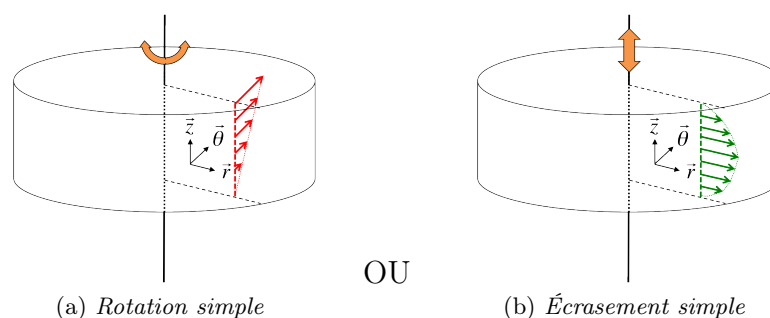 z⃗ θ⃗ r⃗
z⃗ θ⃗ r⃗
OU
(a) Rotation simple
(b) Écrasement simple